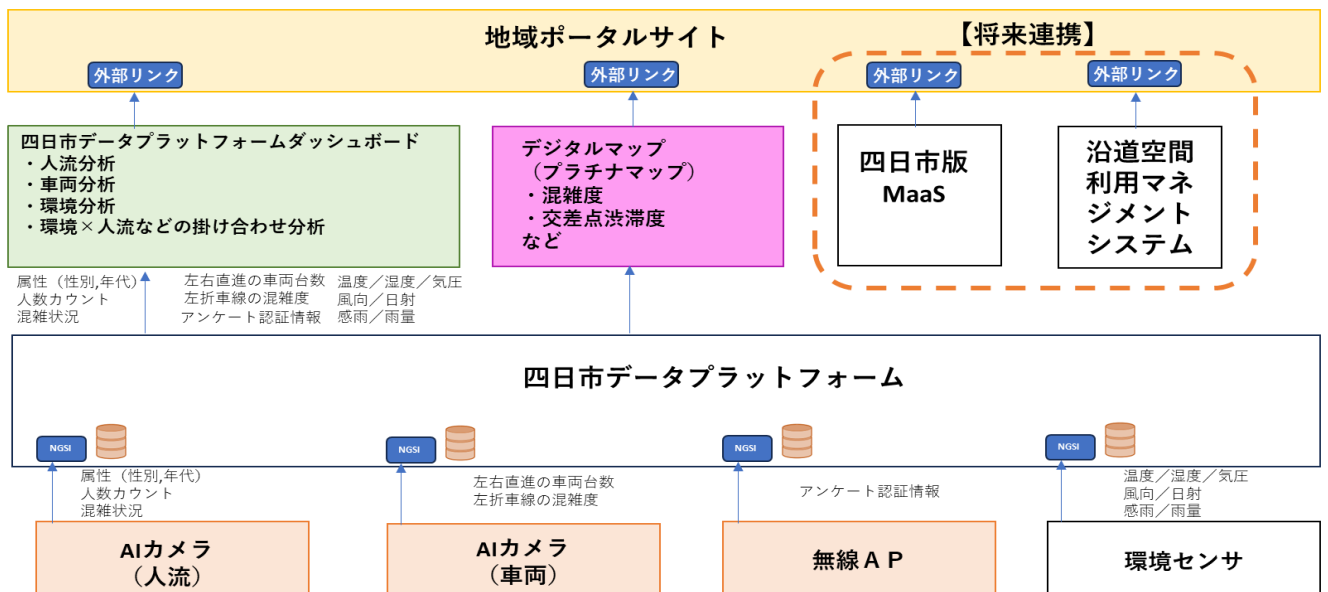 地域ポータルサイト
【将来連携】
外部リンク
外部リンク
外部リンク
外部リンク
四日市データプラットフォームダッシュボード
・人流分析
・車両分析
・環境分析
・環境×人流などの掛け合わせ分析
デジタルマップ
（プラチナマップ）
・混雑度
・交差点渋滞度
など
四日市版
MaaS
沿道空間
利用マネ
ジメント
システム
属性（性別,年代）
人数カウント
混雑状況
左右直進の車両台数
左折車線の混雑度
アンケート認証情報
温度／湿度／気圧
風向／日射
感雨／雨量
四日市データプラットフォーム
NGSI
NGSI
NGSI
NGSI
属性（性別,年代）
人数カウント
混雑状況
左右直進の車両台数
左折車線の混雑度
アンケート認証情報
温度／湿度／気圧
風向／日射
感雨／雨量
AIカメラ
（人流）
AIカメラ
（車両）
無線ＡＰ
環境センサ